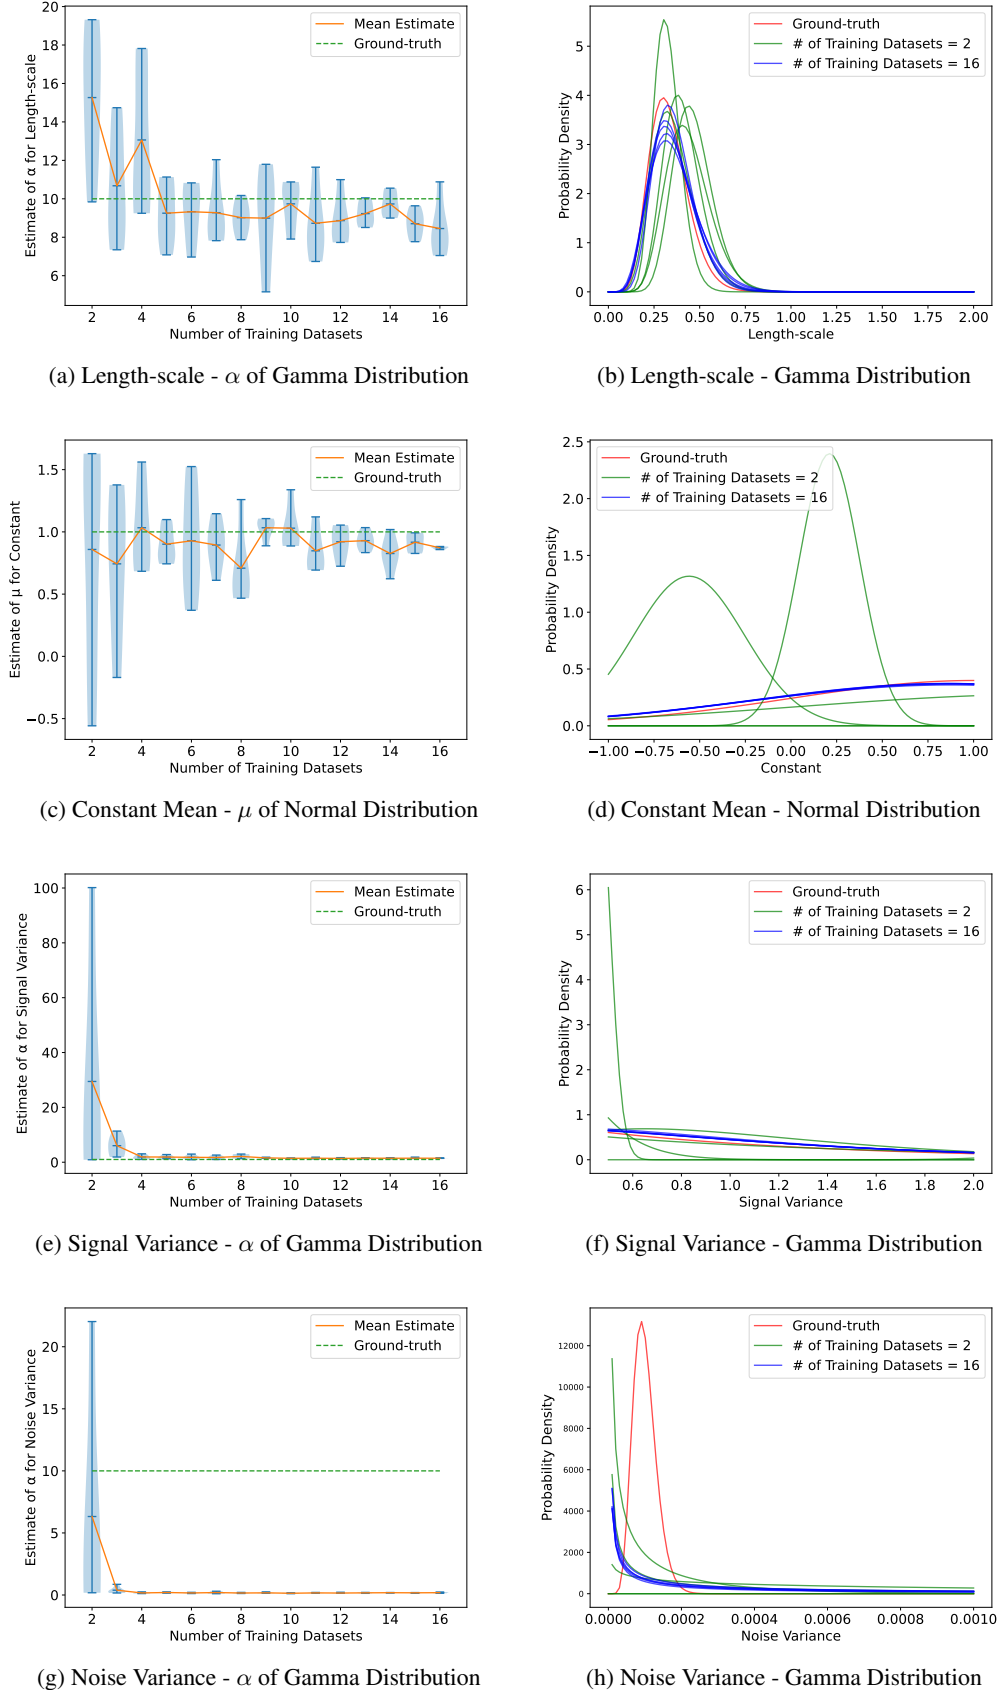 20
18
16
14
12
10
8
6
2 4 6 8 10 12 14 16
Number of Training Datasets
Estimate of α for Length-scale
Mean Estimate
Ground-truth
(a) Length-scale - α of Gamma Distribution
5
4
3
2
1
0
0.00 0.25 0.50 0.75 1.00 1.25 1.50 1.75 2.00
Length-scale
Probability Density
Ground-truth
# of Training Datasets = 2
# of Training Datasets = 16
(b) Length-scale - Gamma Distribution
1.5
1.0
0.5
0.0
−0.5
2 4 6 8 10 12 14 16
Number of Training Datasets
Estimate of μ for Constant
Mean Estimate
Ground-truth
(c) Constant Mean - μ of Normal Distribution
2.5
2.0
1.5
1.0
0.5
0.0
−1.00 −0.75 −0.50 −0.25 0.00 0.25 0.50 0.75 1.00
Constant
Probability Density
Ground-truth
# of Training Datasets = 2
# of Training Datasets = 16
(d) Constant Mean - Normal Distribution
100
80
60
40
20
0
2 4 6 8 10 12 14 16
Number of Training Datasets
Estimate of α for Signal Variance
Mean Estimate
Ground-truth
(e) Signal Variance - α of Gamma Distribution
6
5
4
3
2
1
0
0.6 0.8 1.0 1.2 1.4 1.6 1.8 2.0
Signal Variance
Probability Density
Ground-truth
# of Training Datasets = 2
# of Training Datasets = 16
(f) Signal Variance - Gamma Distribution
20
15
10
5
0
2 4 6 8 10 12 14 16
Number of Training Datasets
Estimate of α for Noise Variance
Mean Estimate
Ground-truth
(g) Noise Variance - α of Gamma Distribution
12000
10000
8000
6000
4000
2000
0
0.0000 0.0002 0.0004 0.0006 0.0008 0.0010
Noise Variance
Probability Density
Ground-truth
# of Training Datasets = 2
# of Training Datasets = 16
(h) Noise Variance - Gamma Distribution